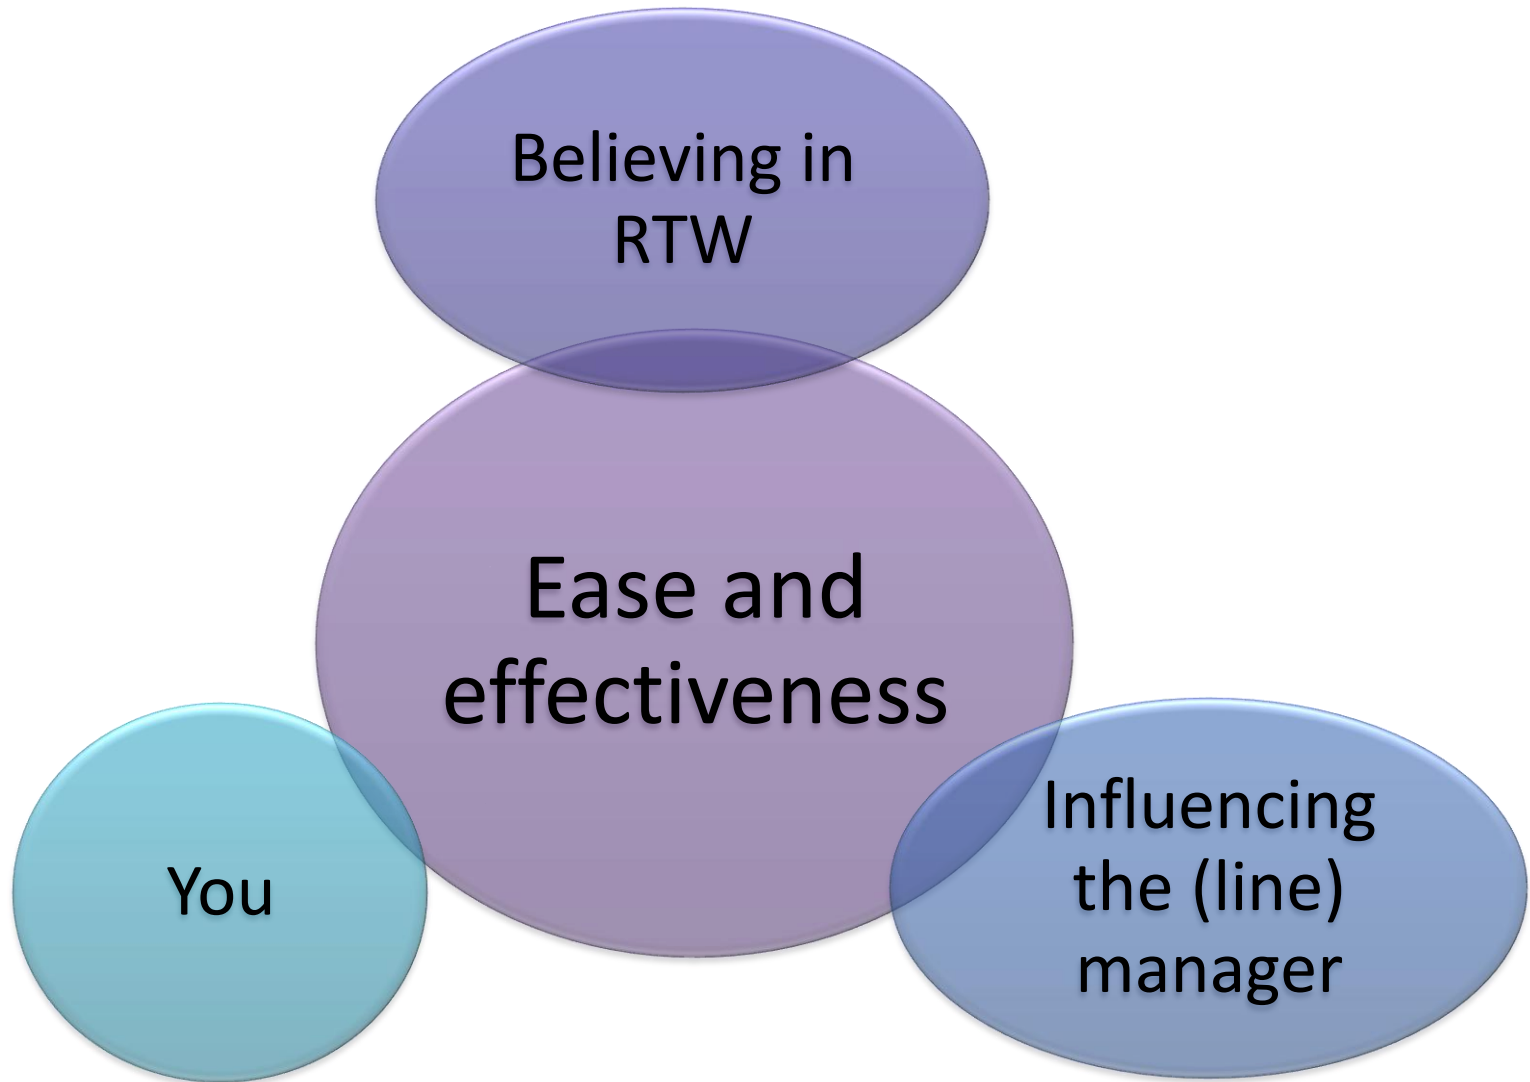 Believing in
RTW
Ease and
effectiveness
You
Influencing
the (line)
manager